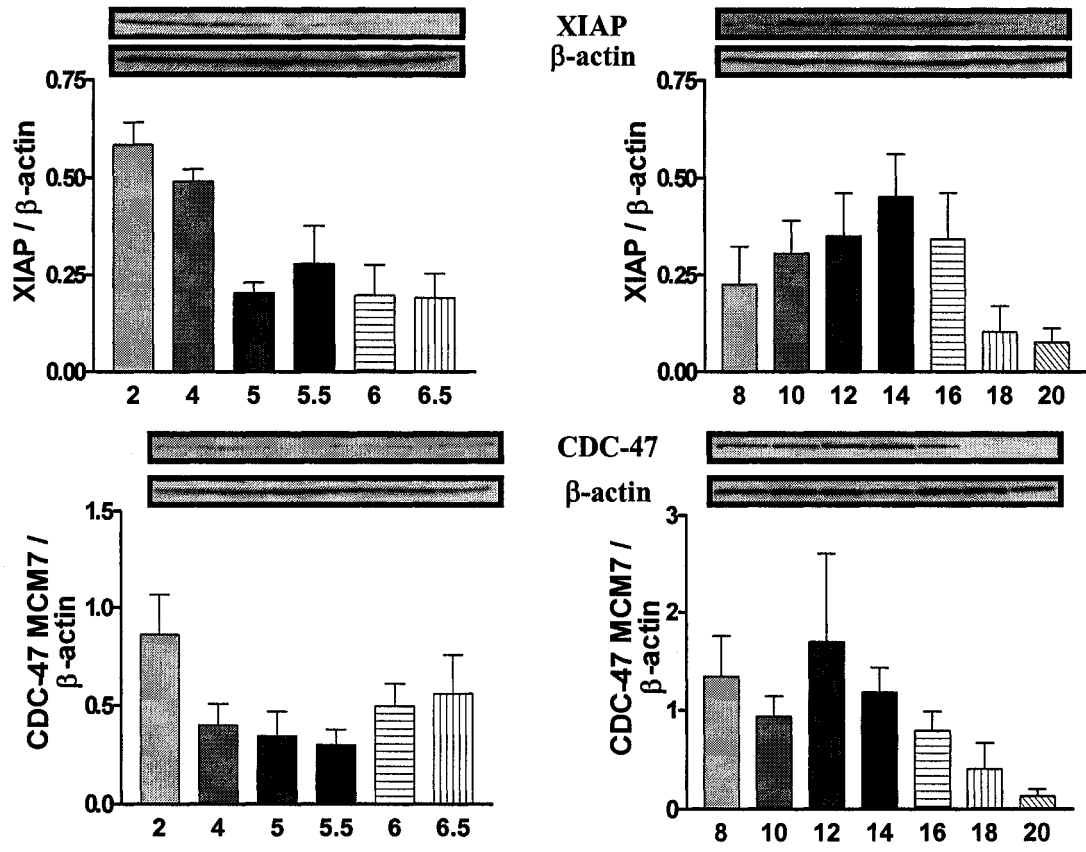 XIAP
β-actin
0.75
0.50
0.25
0.00
XIAP / β-actin
2 4 5 5.5 6 6.5
0.75
0.50
0.25
0.00
XIAP / β-actin
8 10 12 14 16 18 20
CDC-47
β-actin
1.5
1.0
0.5
0.0
CDC-47 MCM7 /
β-actin
2 4 5 5.5 6 6.5
3
2
1
0
CDC-47 MCM7 /
β-actin
8 10 12 14 16 18 20